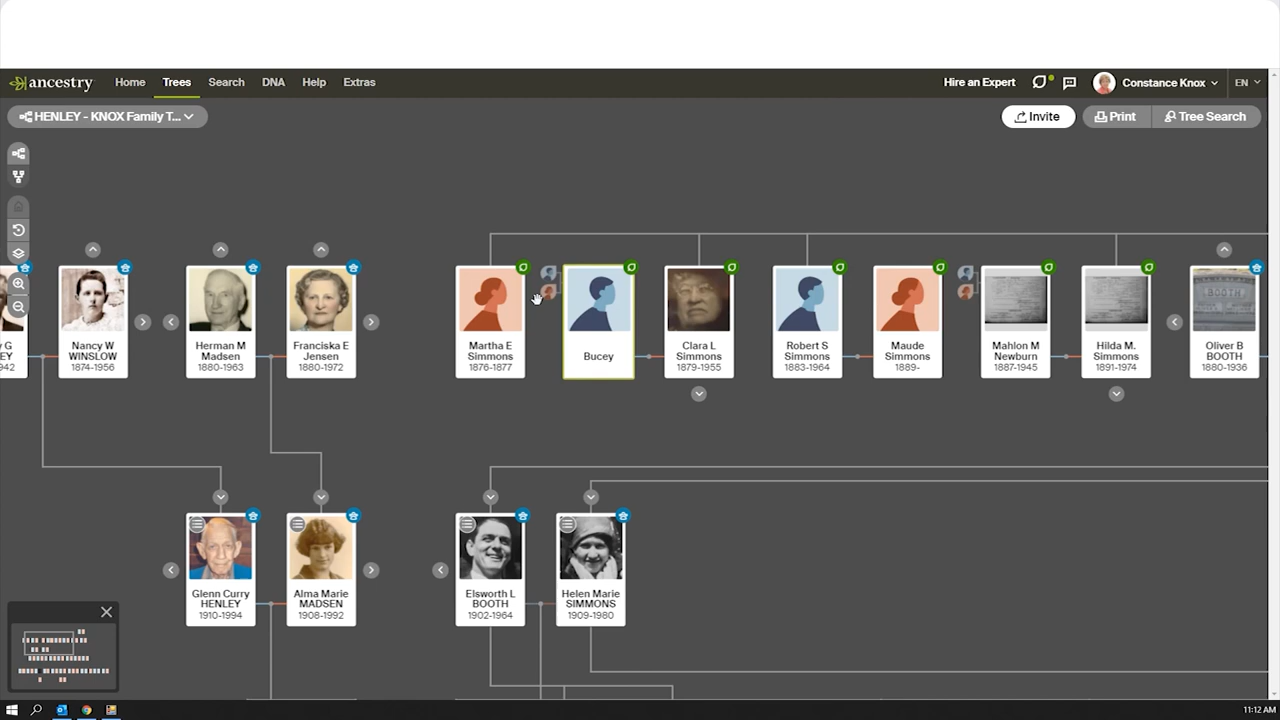 ancestry
Home Trees Search DNA Help Extras
Hire an Expert
Constance Knox
EN
HENLEY - KNOX Family T...
Invite
Print
Tree Search
942
Nancy W
WINSLOW
1874-1956
Herman M
Madsen
1880-1963
Franciska E
Jensen
1880-1972
Martha E
Simmons
1876-1877
Bucey
Clara L
Simmons
1879-1955
Robert S
Simmons
1883-1964
Maude
Simmons
1889-
Mahlon M
Newburn
1887-1945
Hilda M.
Simmons
1891-1974
BOOTH
Oliver B
BOOTH
1880-1936
Glenn Curry
HENLEY
1910-1994
Alma Marie
MADSEN
1908-1992
Elsworth L
BOOTH
1902-1964
Helen Marie
SIMMONS
1909-1980
11:12 AM